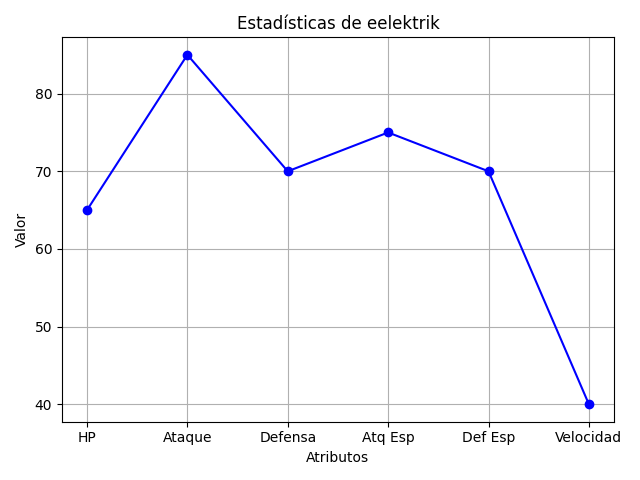 Estadísticas de eelektrik
Valor
80
70
60
50
40
HP Ataque Defensa Atq Esp Def Esp Velocidad
Atributos